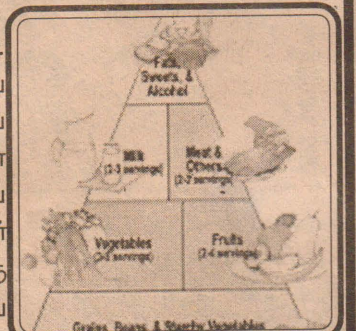 Fats,
Sweets, &
Alcohol
Milk
(2-3 servings)
Meat &
Others
(2-3 servings)
Vegetables
(3-5 servings)
Fruits
(2-4 servings)
Grains, Beans, & Starchy Vegetables